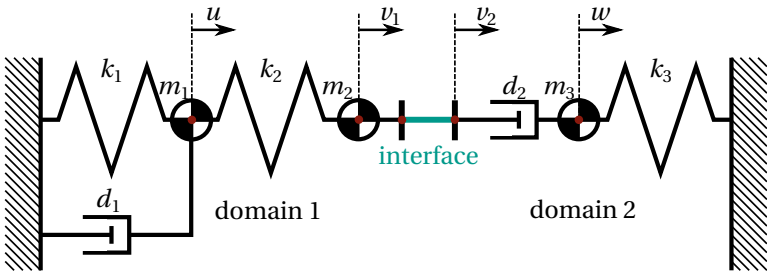 u v₁ v₂ w
k₁ m₁ k₂ m₂ d₂ m₃ k₃
interface
d₁ domain 1 domain 2